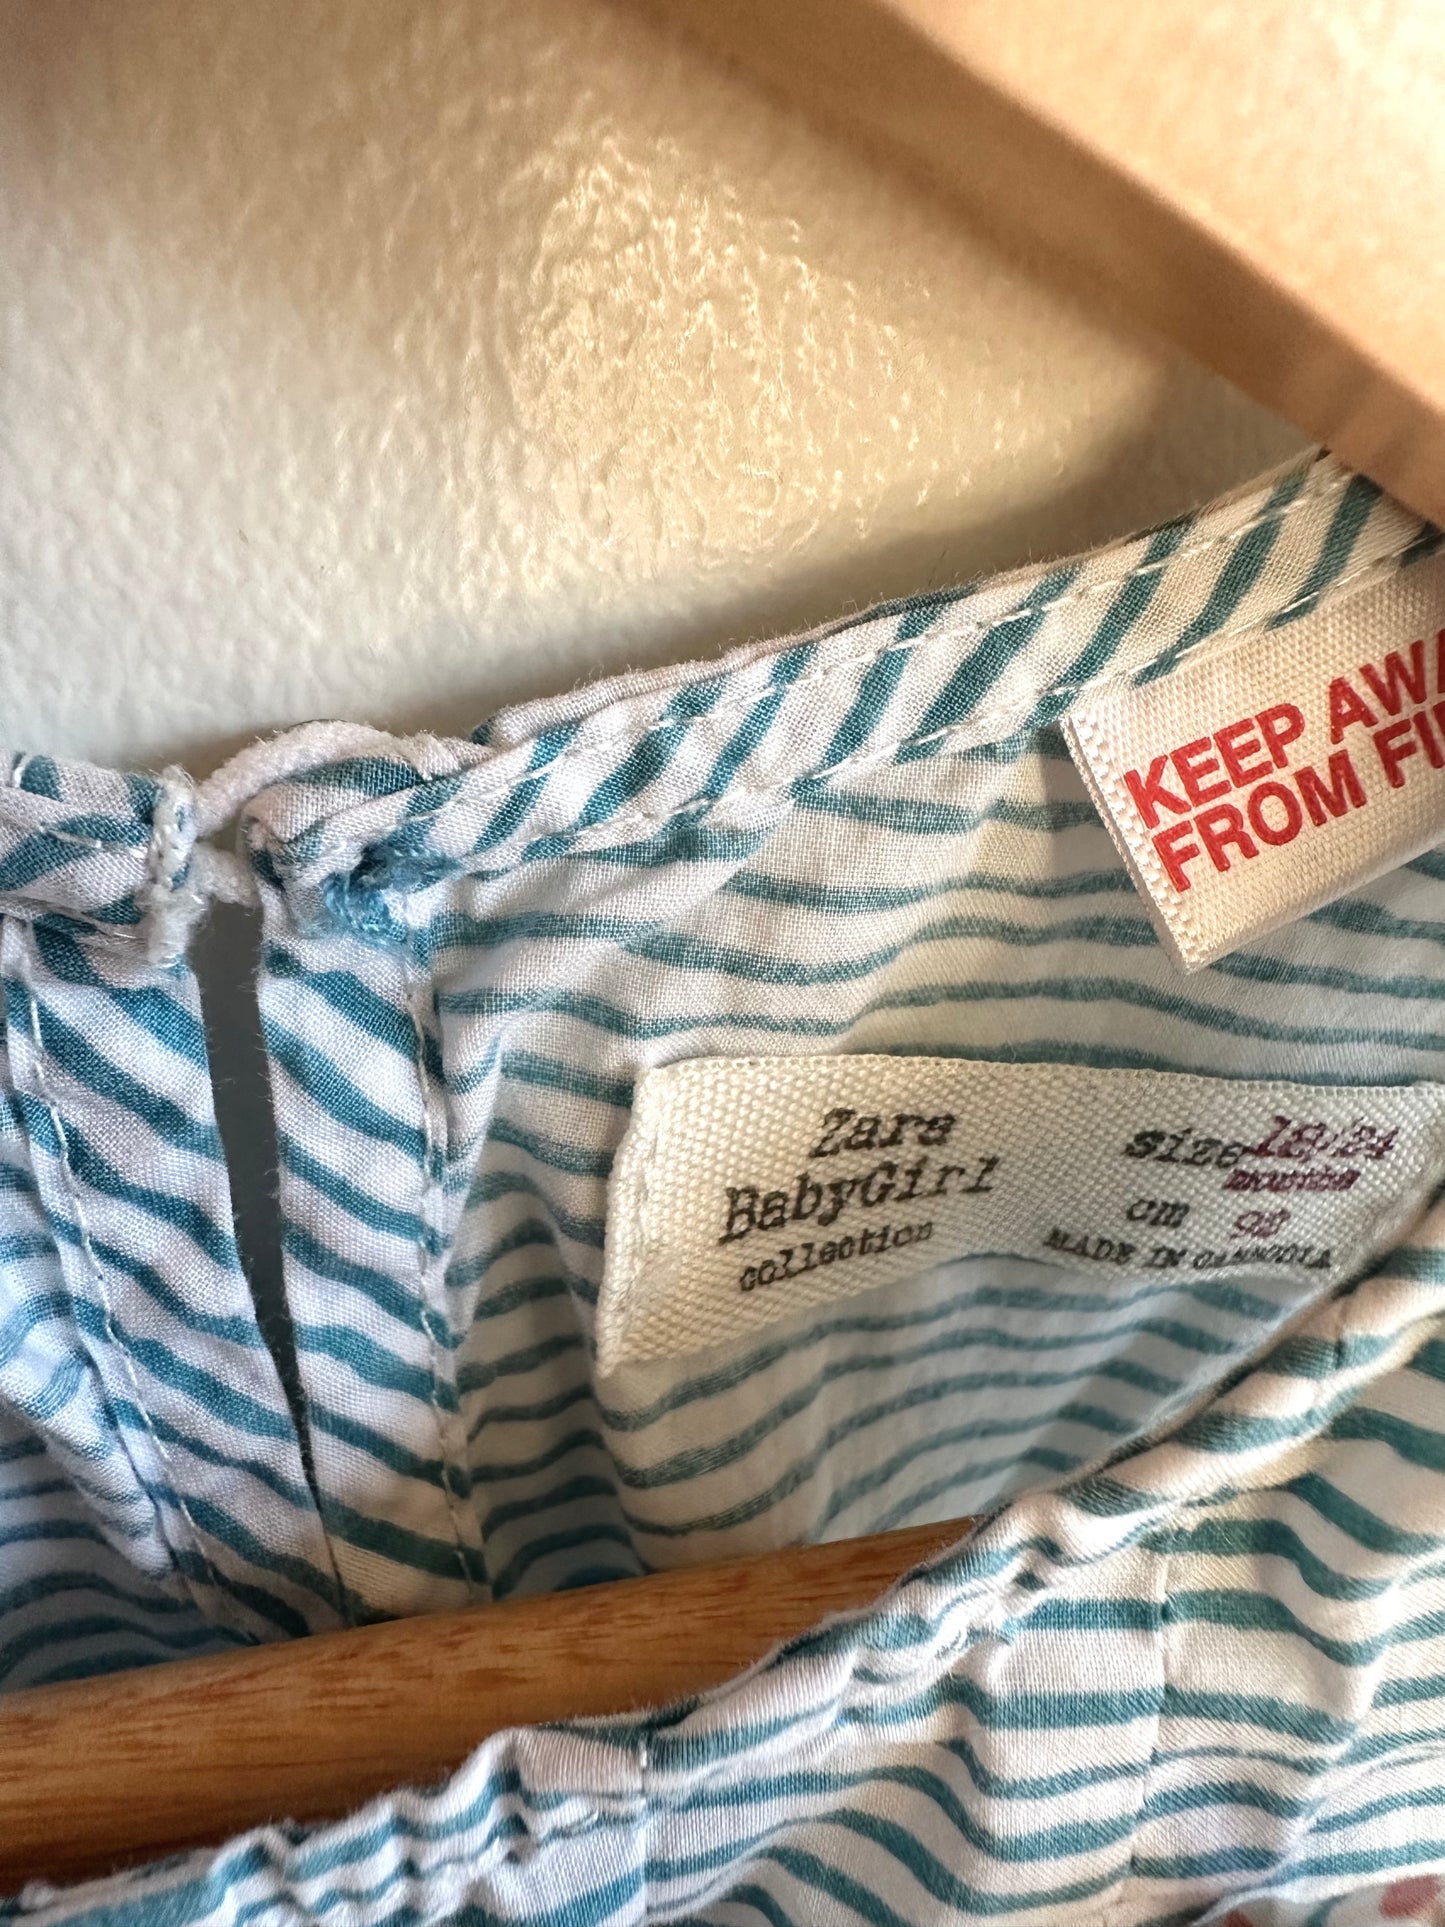 KEEP AWA
FROM FI
Zara
BabyGirl
collection
size 18/24
months
cm 92
MADE IN CAMBODIA